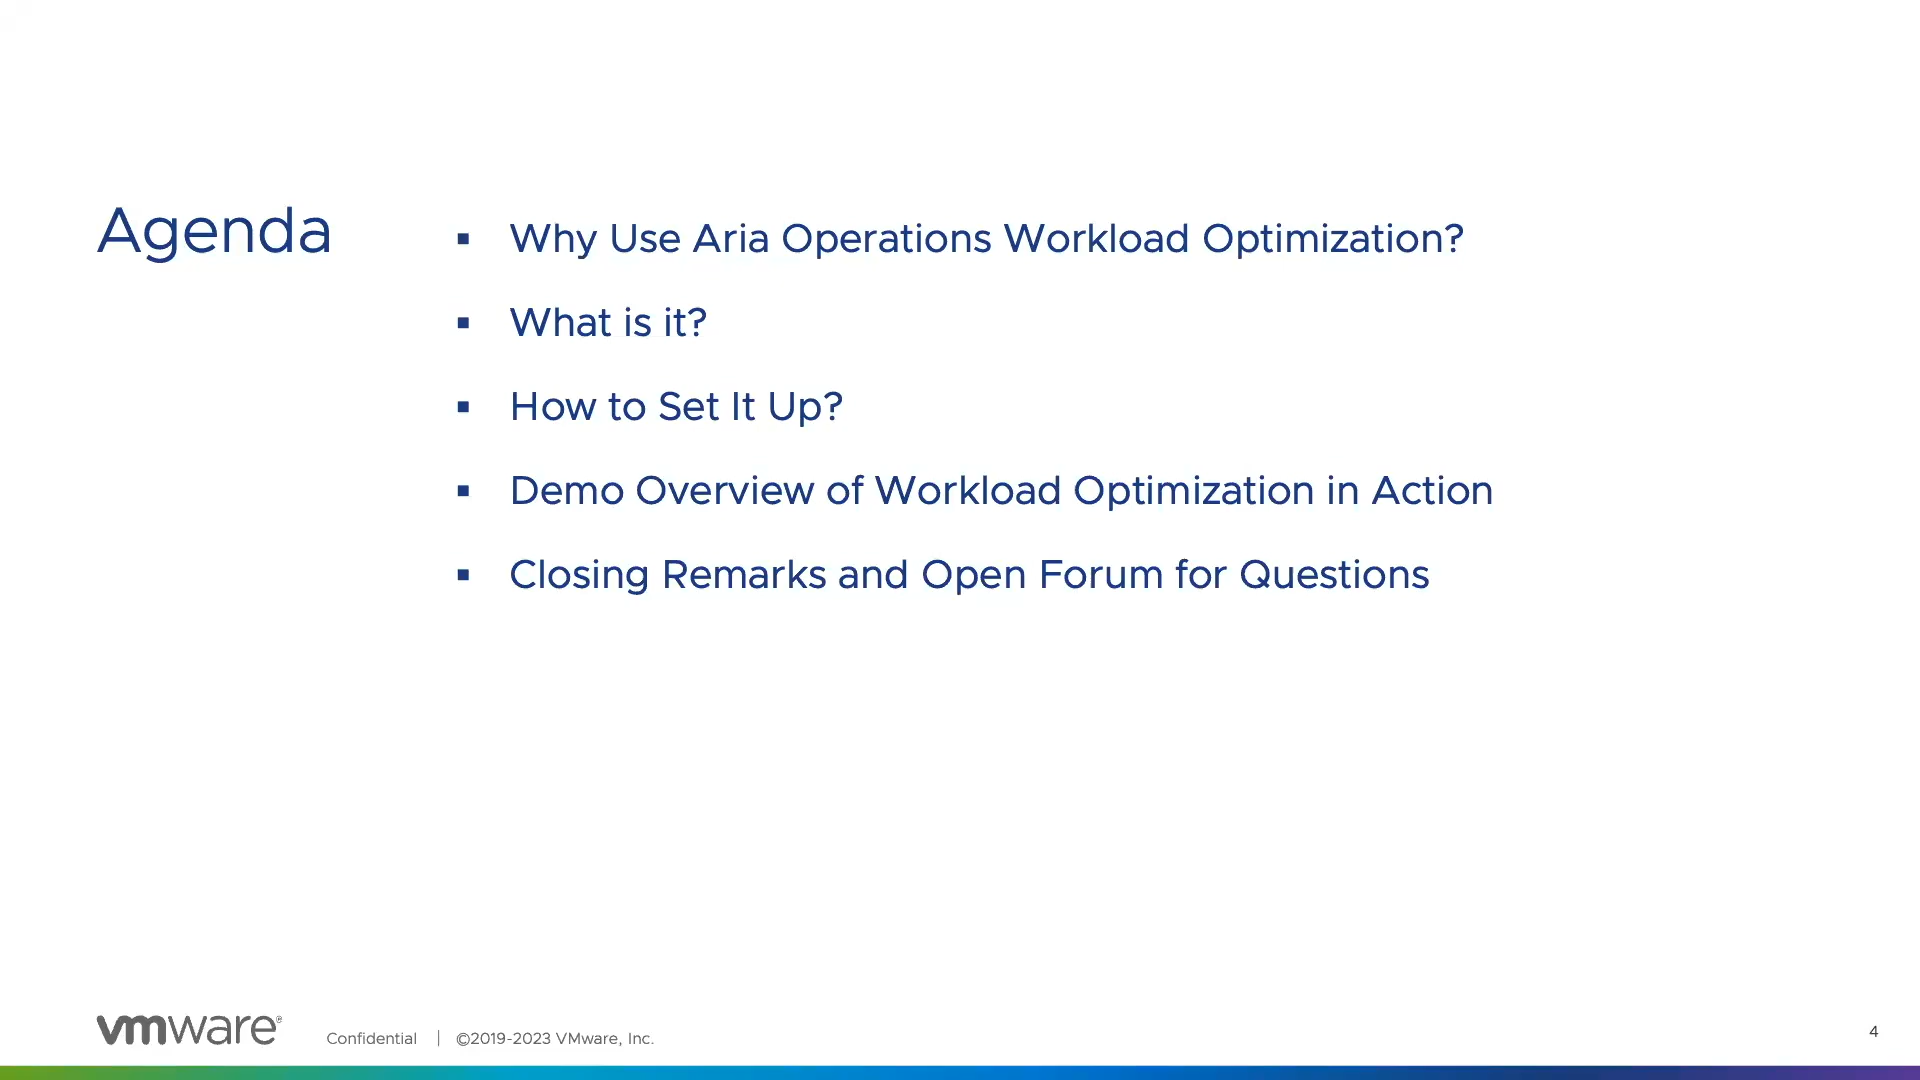 Agenda
▪ Why Use Aria Operations Workload Optimization?
▪ What is it?
▪ How to Set It Up?
▪ Demo Overview of Workload Optimization in Action
▪ Closing Remarks and Open Forum for Questions
vmware®
Confidential | ©2019-2023 VMware, Inc.
4